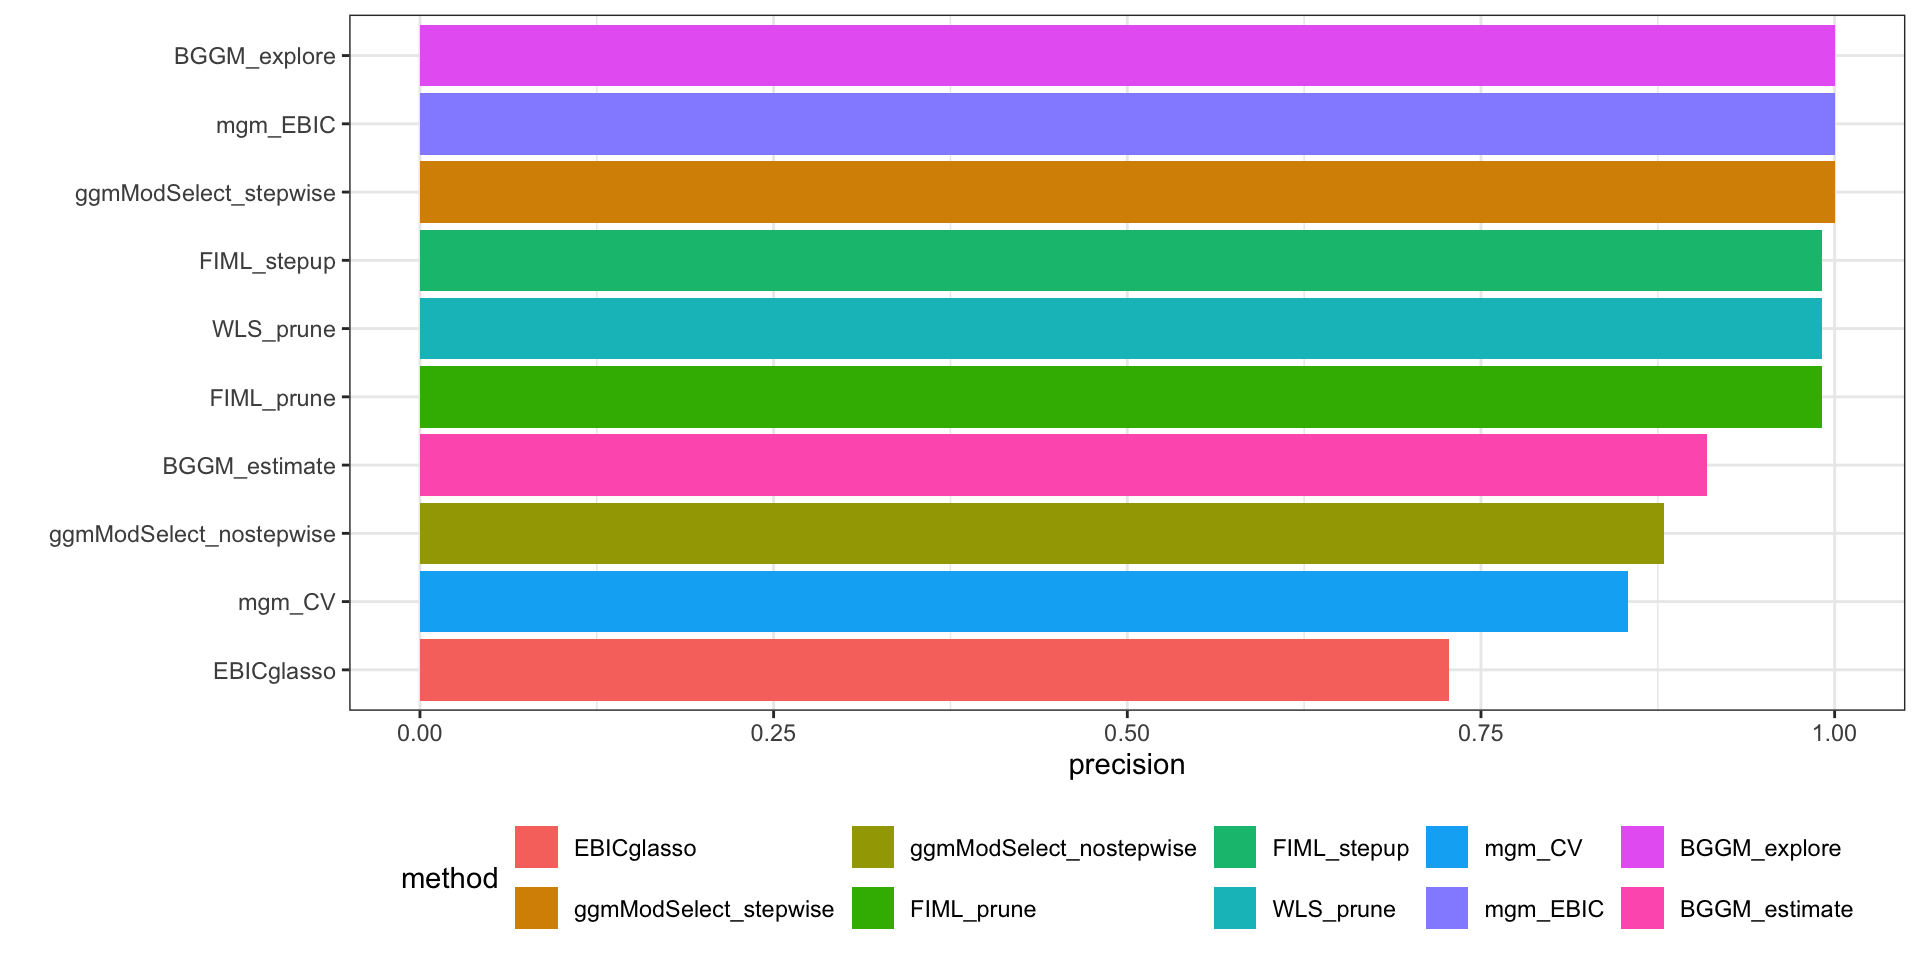 BGGM_explore
mgm_EBIC
ggmModSelect_stepwise
FIML_stepup
WLS_prune
FIML_prune
BGGM_estimate
ggmModSelect_nostepwise
mgm_CV
EBICglasso
0.00 0.25 0.50 0.75 1.00
precision
method
EBICglasso ggmModSelect_nostepwise FIML_stepup mgm_CV BGGM_explore
ggmModSelect_stepwise FIML_prune WLS_prune mgm_EBIC BGGM_estimate